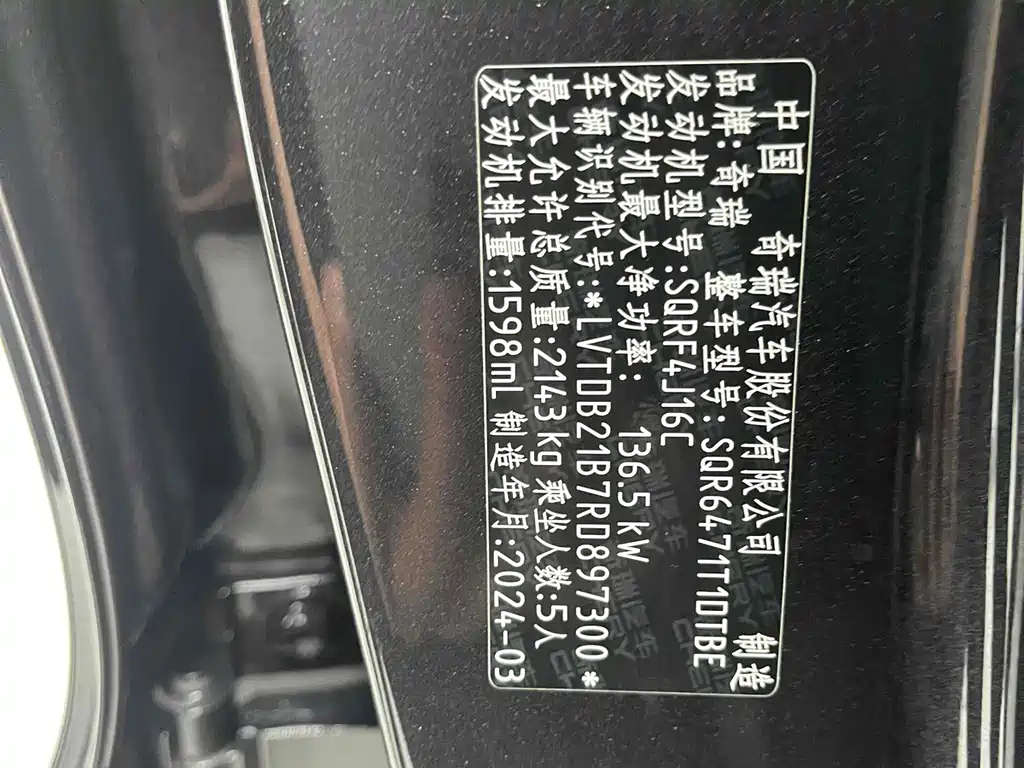 中国 奇瑞汽车股份有限公司 制造
品牌:奇瑞 整车型号:SQR6471T1DTBE
发动机型号:SQRF4J16C
发动机最大净功率: 136.5 kW
车辆识别代号:*LVTDB21B7RD897300*
最大允许总质量:2143kg 乘坐人数:5人
发动机排量:1598mL 制造年月:2024-03